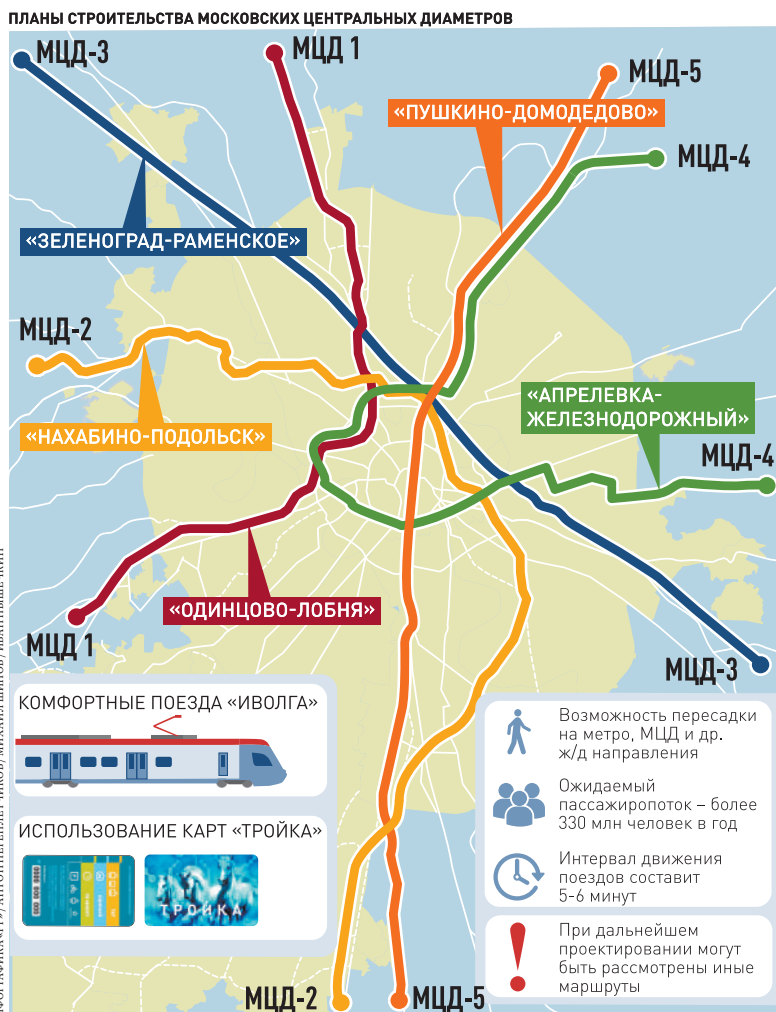 ПЛАНЫ СТРОИТЕЛЬСТВА МОСКОВСКИХ ЦЕНТРАЛЬНЫХ ДИАМЕТРОВ
МЦД-3
МЦД 1
МЦД-5
«ПУШКИНО-ДОМОДЕДОВО»
МЦД-4
«ЗЕЛЕНОГРАД-РАМЕНСКОЕ»
МЦД-2
«АПРЕЛЕВКА-
ЖЕЛЕЗНОДОРОЖНЫЙ»
«НАХАБИНО-ПОДОЛЬСК»
МЦД-4
«ОДИНЦОВО-ЛОБНЯ»
МЦД 1
МЦД-3
КОМФОРТНЫЕ ПОЕЗДА «ИВОЛГА»
ИСПОЛЬЗОВАНИЕ КАРТ «ТРОЙКА»
ТРОЙКА
Возможность пересадки
на метро, МЦД и др.
ж/д направления
Ожидаемый
пассажиропоток – более
330 млн человек в год
Интервал движения
поездов составит
5-6 минут
При дальнейшем
проектировании могут
быть рассмотрены иные
маршруты
МЦД-2
МЦД-5